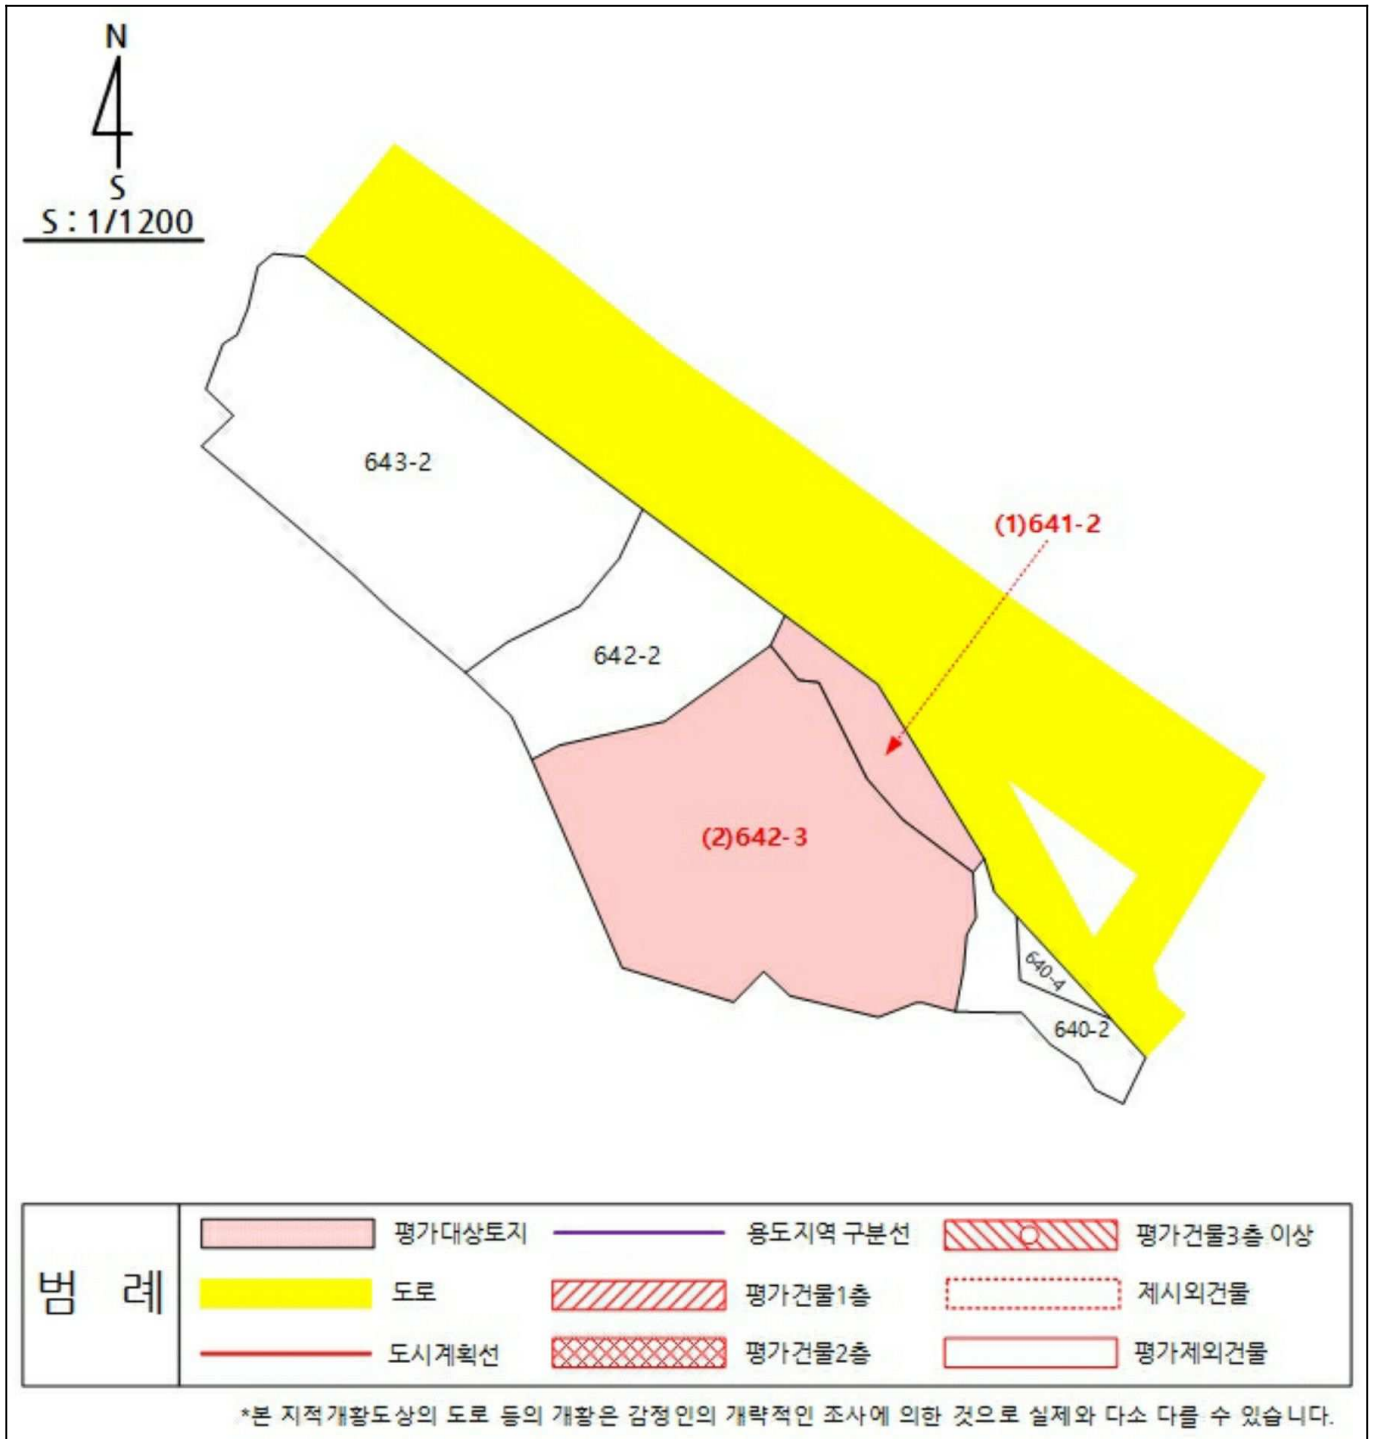 N
S
S : 1/1200
643-2
(1)641-2
642-2
(2)642-3
640-4
640-2
범 례
평가대상토지
용도지역 구분선
평가건물3층 이상
도로
평가건물1층
제시외건물
도시계획선
평가건물2층
평가제외건물
*본 지적개황도상의 도로 등의 개황은 감정인의 개략적인 조사에 의한 것으로 실제와 다소 다를 수 있습니다.